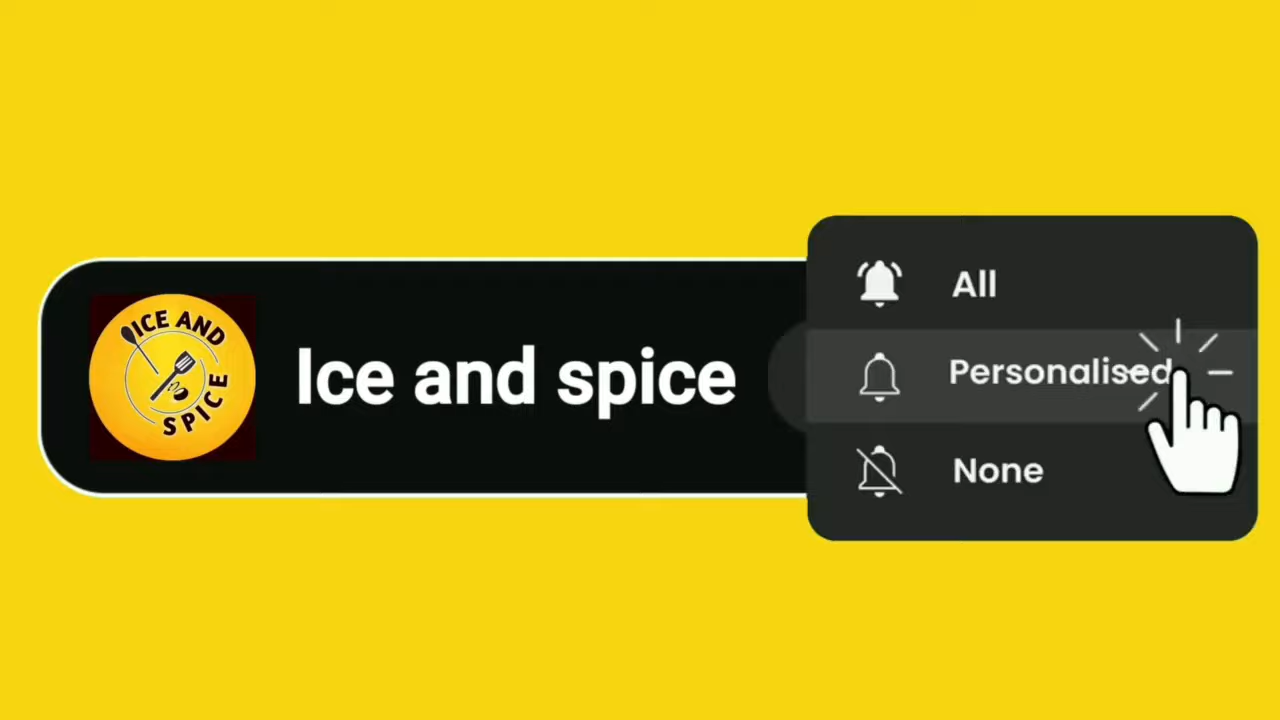 ICE AND
SPICE
Ice and spice
All
Personalised
None